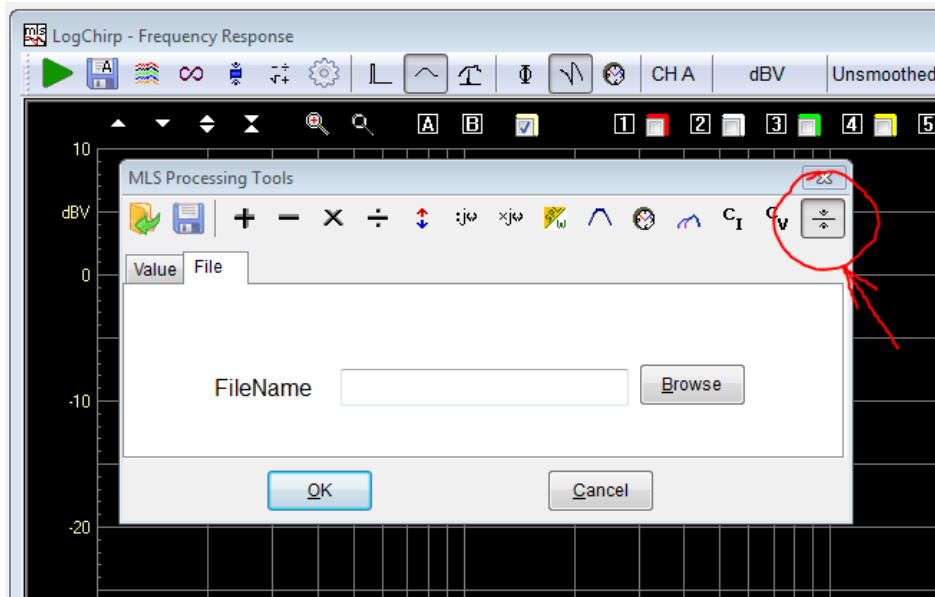 mls LogChirp - Frequency Response
A Φ CH A dBV Unsmoothed
A B 1 2 3 4 5
10
MLS Processing Tools
dBV
+ − × ÷ :jω ×jω C I C V
Value File
0
FileName Browse
-10
OK Cancel
-20